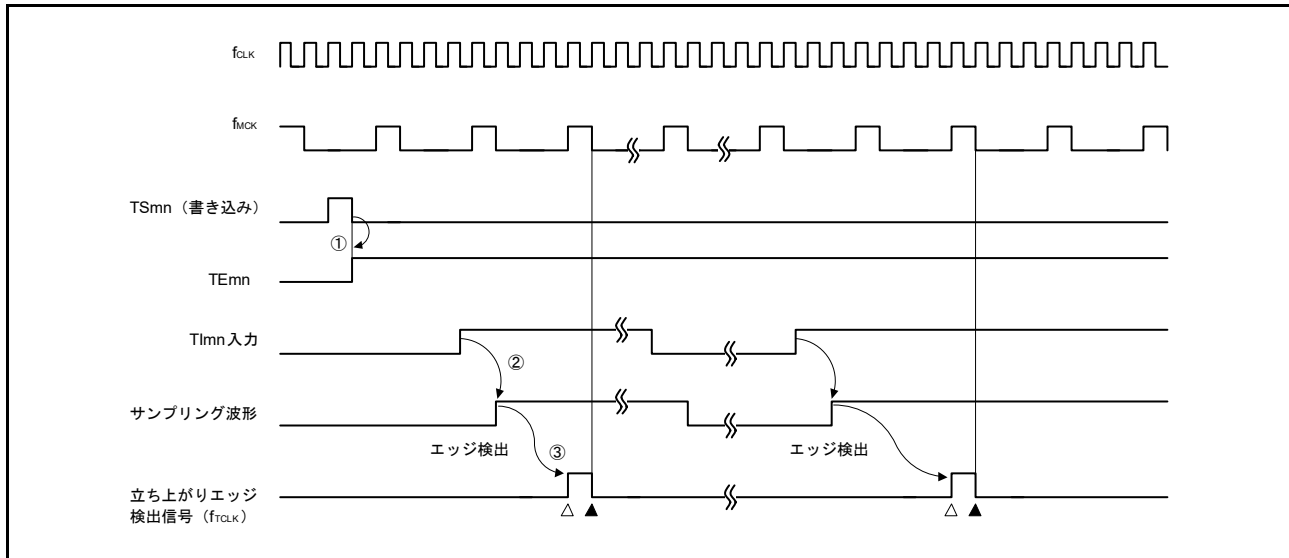 fCLK
fMCK
TSmn（書き込み）
①
TEmn
TImn入力
②
サンプリング波形
エッジ検出
③
エッジ検出
立ち上がりエッジ
検出信号（fTCLK）
△ ▲ △ ▲